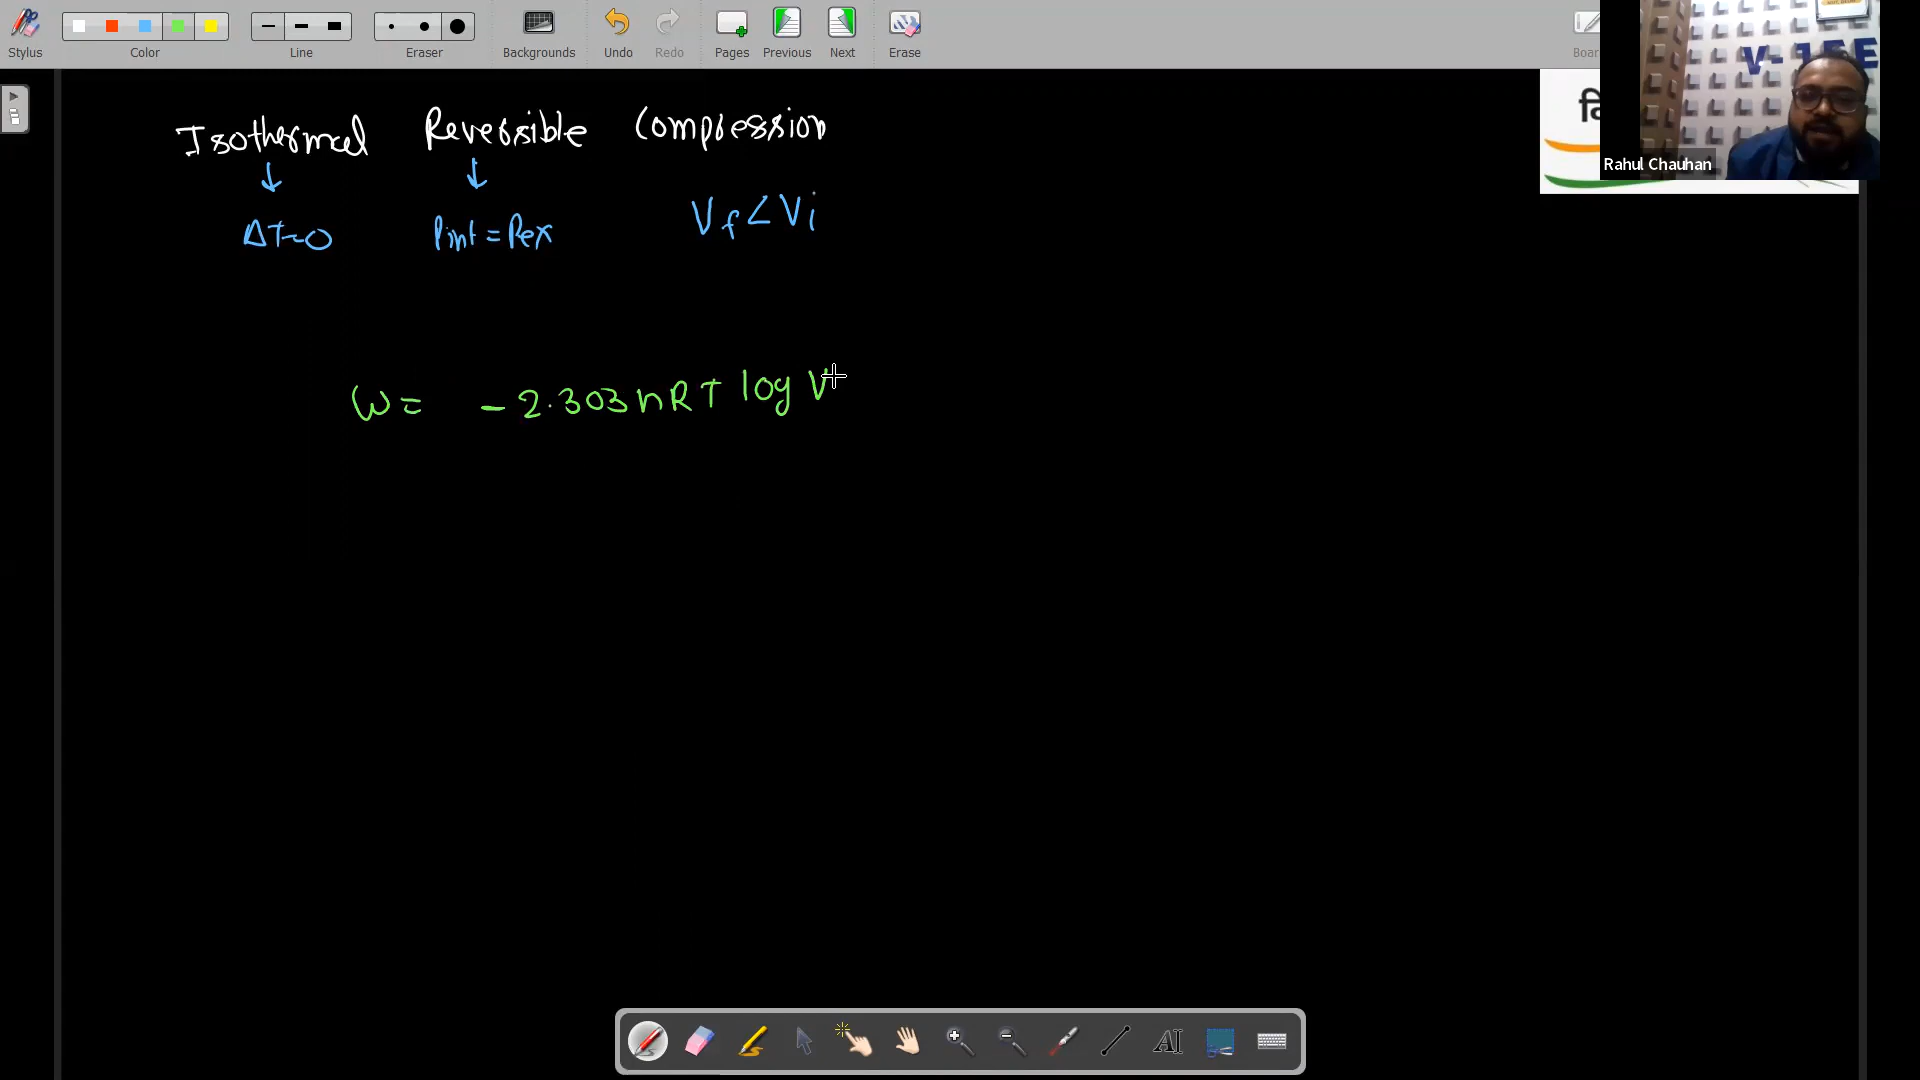 Stylus Color Line Eraser Backgrounds Undo Redo Pages Previous Next Erase
Rahul Chauhan
Isothermal Reversible Compression
↓ ↓
ΔT=0 Pint = Pex Vf < Vi
W = - 2.303 nRT log V